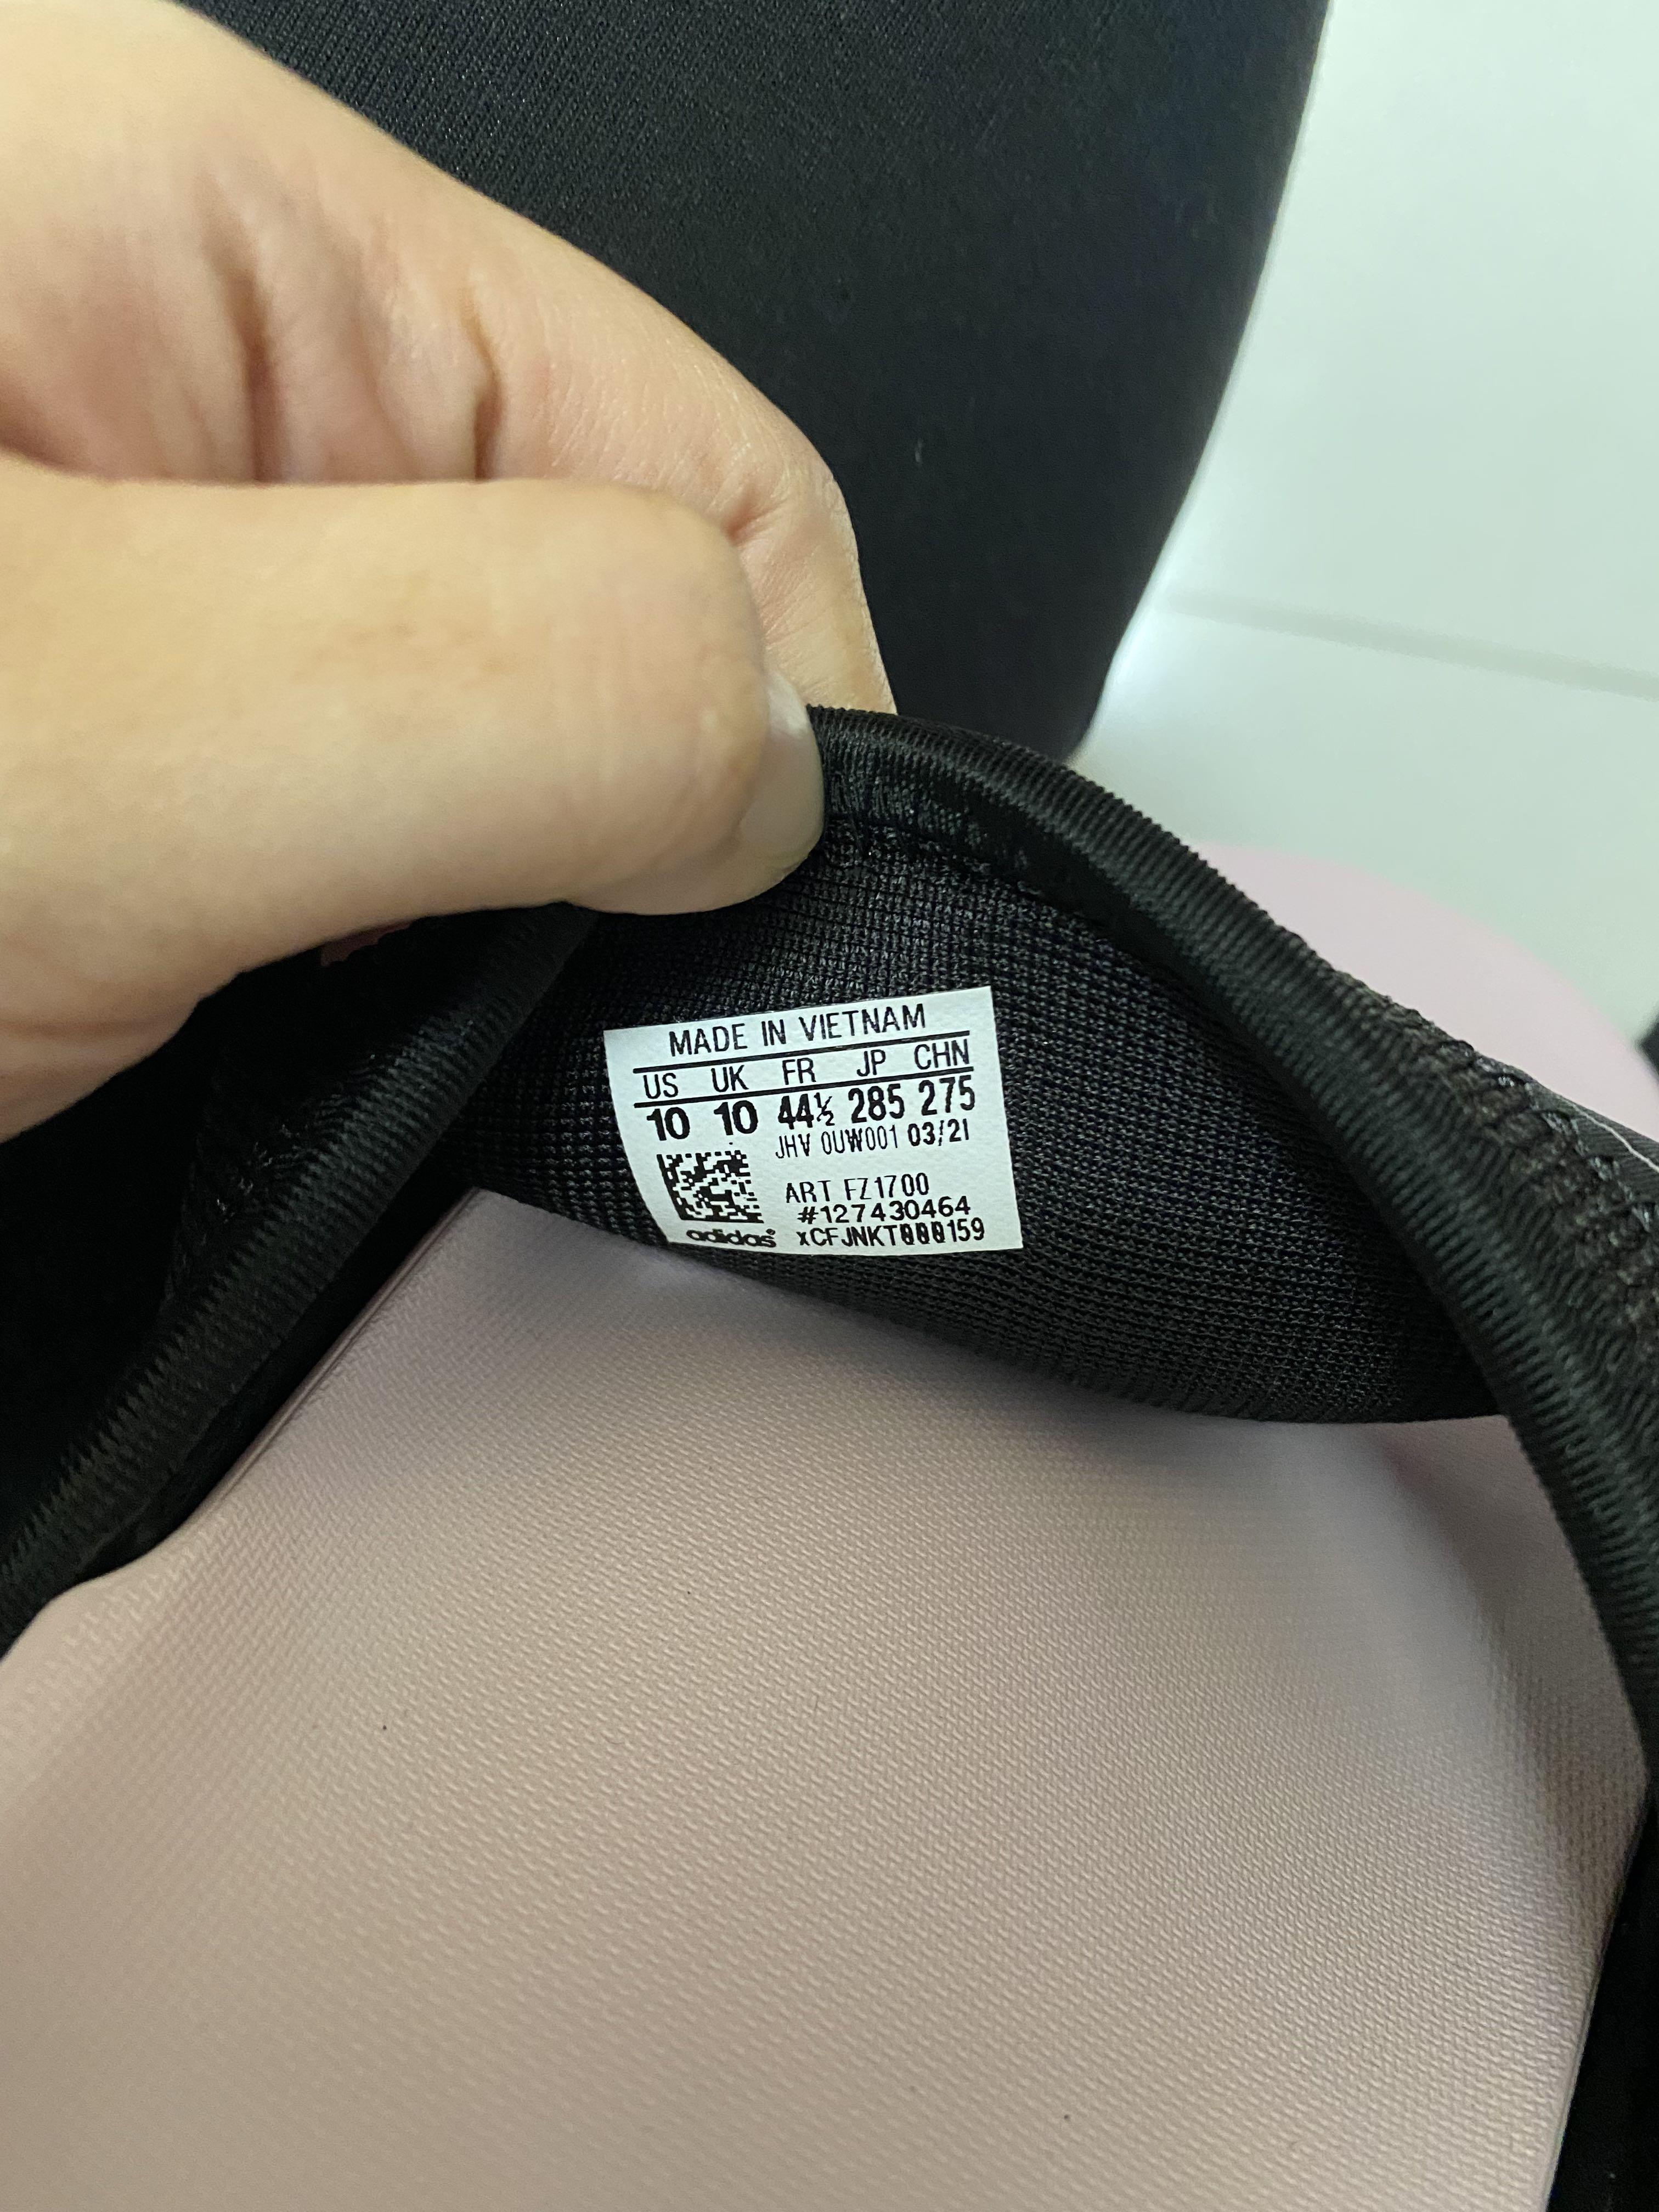 MADE IN VIETNAM
US UK FR JP CHN
10 10 44½ 285 275
JHV 0UW001 03/21
ART FZ1700
#127430464
adidas® xCFJNKT000159